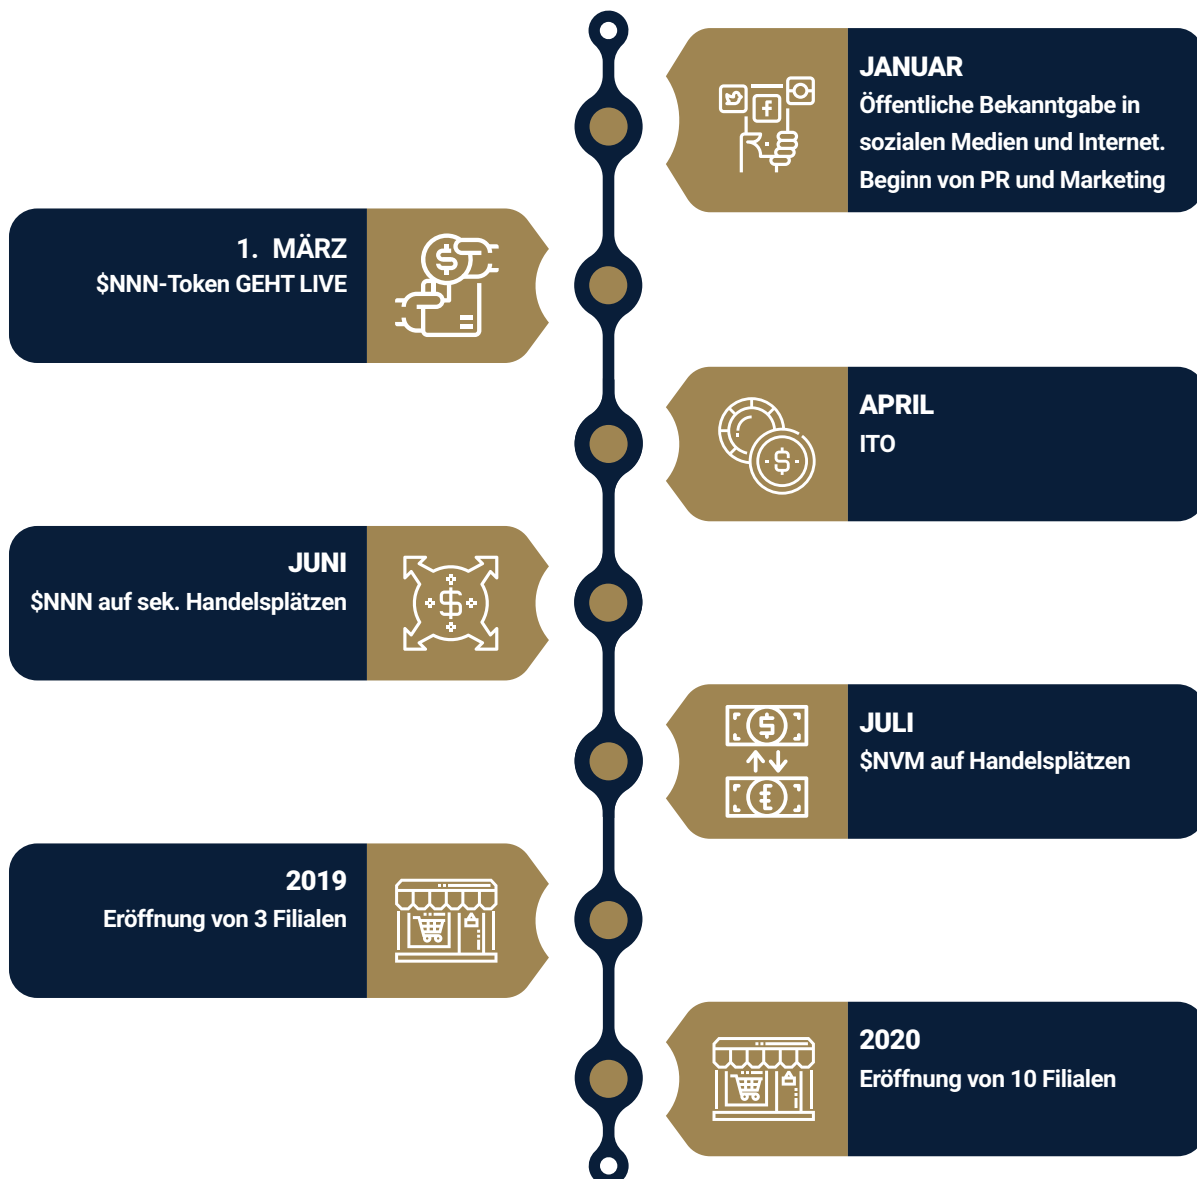 JANUAR
Öffentliche Bekanntgabe in
sozialen Medien und Internet.
Beginn von PR und Marketing
1. MÄRZ
$NNN-Token GEHT LIVE
APRIL
ITO
JUNI
$NNN auf sek. Handelsplätzen
JULI
$NVM auf Handelsplätzen
2019
Eröffnung von 3 Filialen
2020
Eröffnung von 10 Filialen